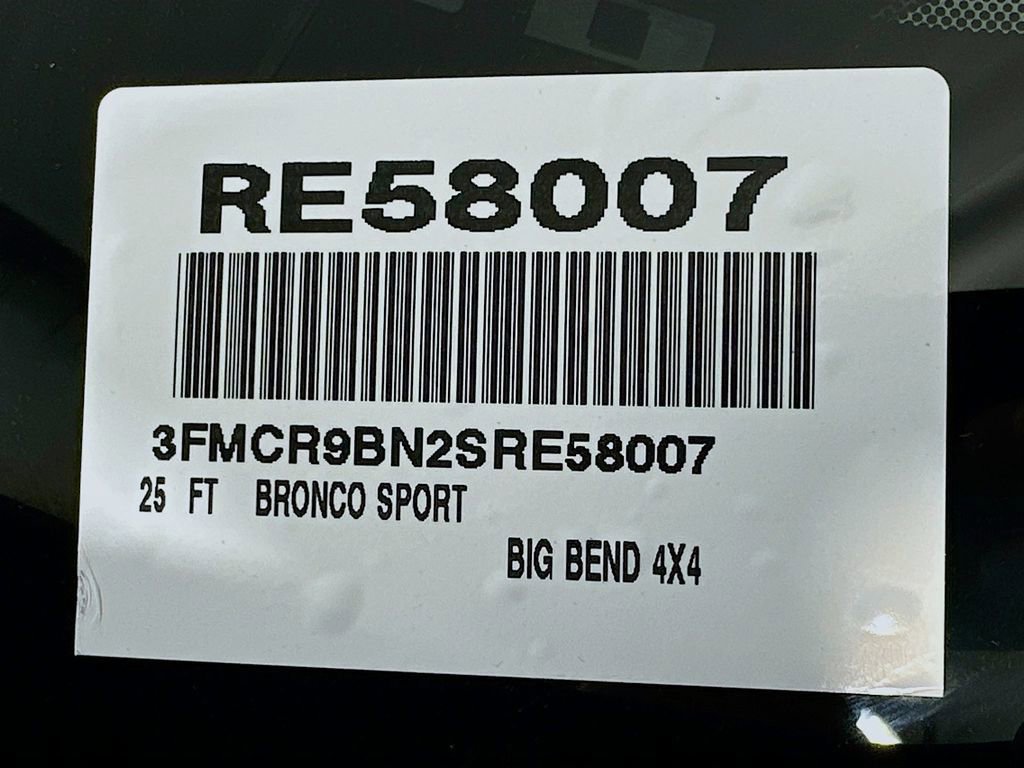 RE58007
3FMCR9BN2SRE58007
25 FT BRONCO SPORT
BIG BEND 4X4